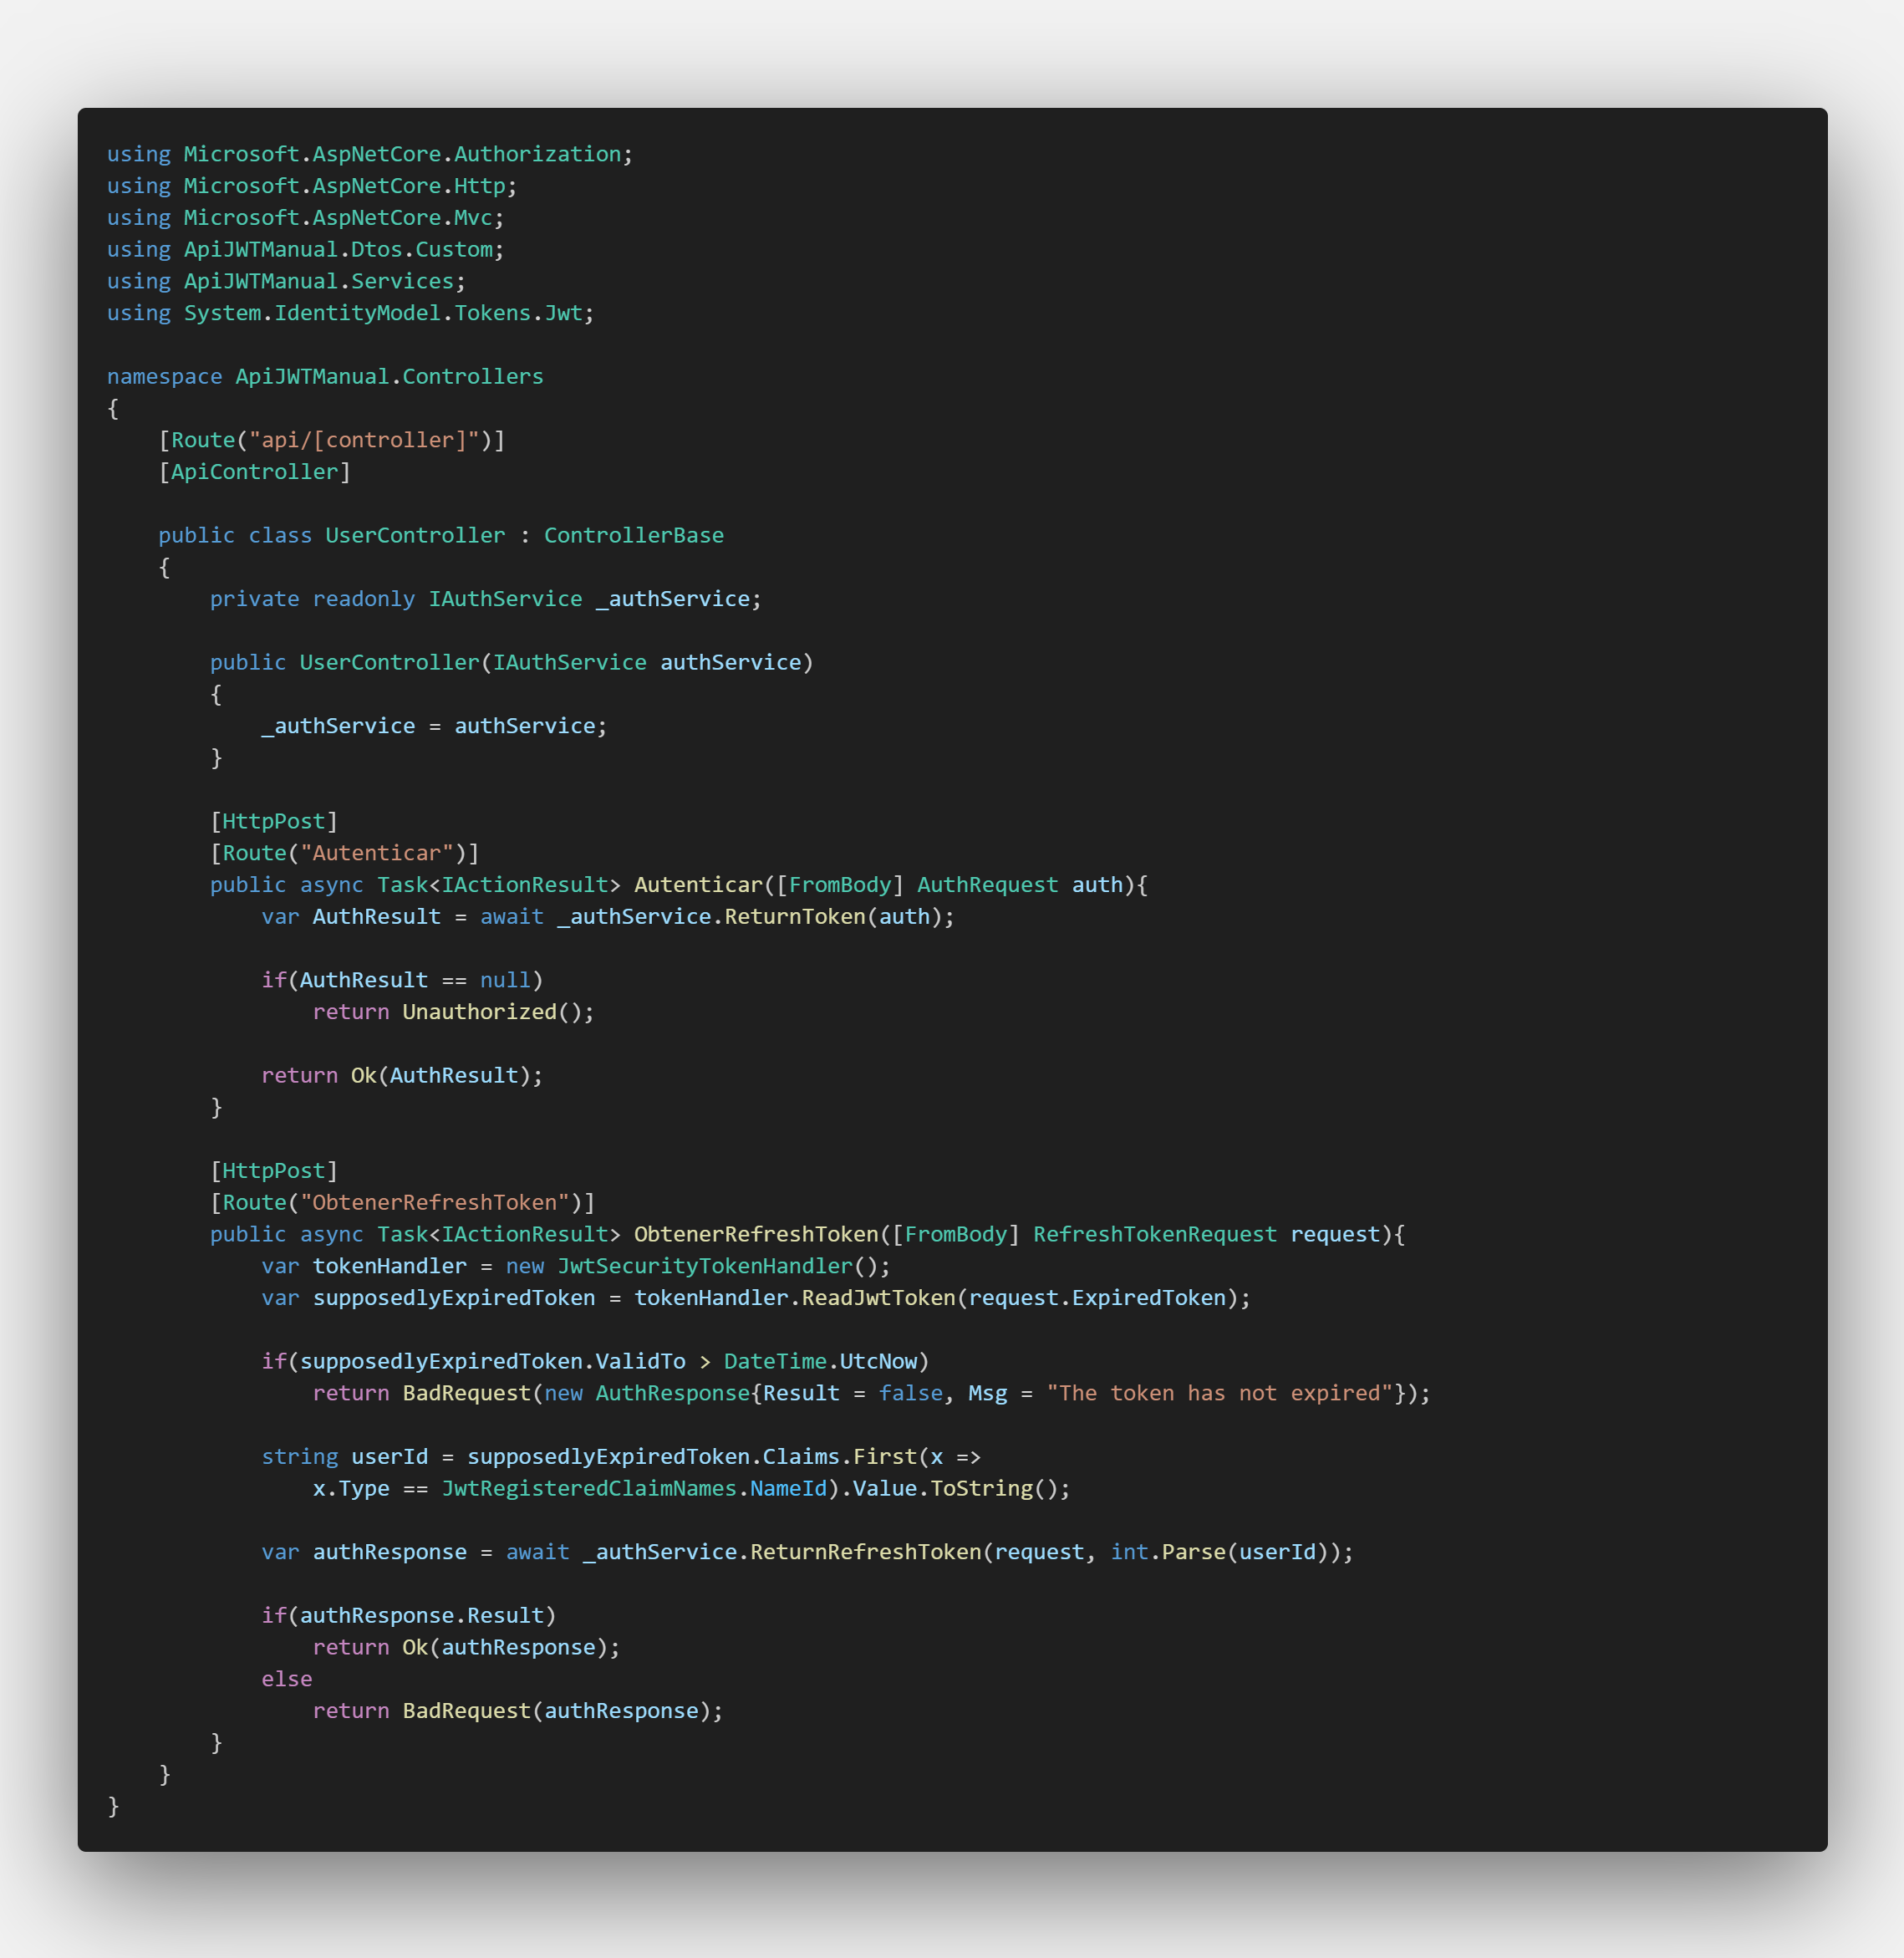 using Microsoft.AspNetCore.Authorization;
using Microsoft.AspNetCore.Http;
using Microsoft.AspNetCore.Mvc;
using ApiJWTManual.Dtos.Custom;
using ApiJWTManual.Services;
using System.IdentityModel.Tokens.Jwt;

namespace ApiJWTManual.Controllers
{
    [Route("api/[controller]")]
    [ApiController]

    public class UserController : ControllerBase
    {
        private readonly IAuthService _authService;

        public UserController(IAuthService authService)
        {
            _authService = authService;
        }

        [HttpPost]
        [Route("Autenticar")]
        public async Task<IActionResult> Autenticar([FromBody] AuthRequest auth){
            var AuthResult = await _authService.ReturnToken(auth);

            if(AuthResult == null)
                return Unauthorized();

            return Ok(AuthResult);
        }

        [HttpPost]
        [Route("ObtenerRefreshToken")]
        public async Task<IActionResult> ObtenerRefreshToken([FromBody] RefreshTokenRequest request){
            var tokenHandler = new JwtSecurityTokenHandler();
            var supposedlyExpiredToken = tokenHandler.ReadJwtToken(request.ExpiredToken);

            if(supposedlyExpiredToken.ValidTo > DateTime.UtcNow)
                return BadRequest(new AuthResponse{Result = false, Msg = "The token has not expired"});

            string userId = supposedlyExpiredToken.Claims.First(x =>
                x.Type == JwtRegisteredClaimNames.NameId).Value.ToString();

            var authResponse = await _authService.ReturnRefreshToken(request, int.Parse(userId));

            if(authResponse.Result)
                return Ok(authResponse);
            else
                return BadRequest(authResponse);
        }
    }
}